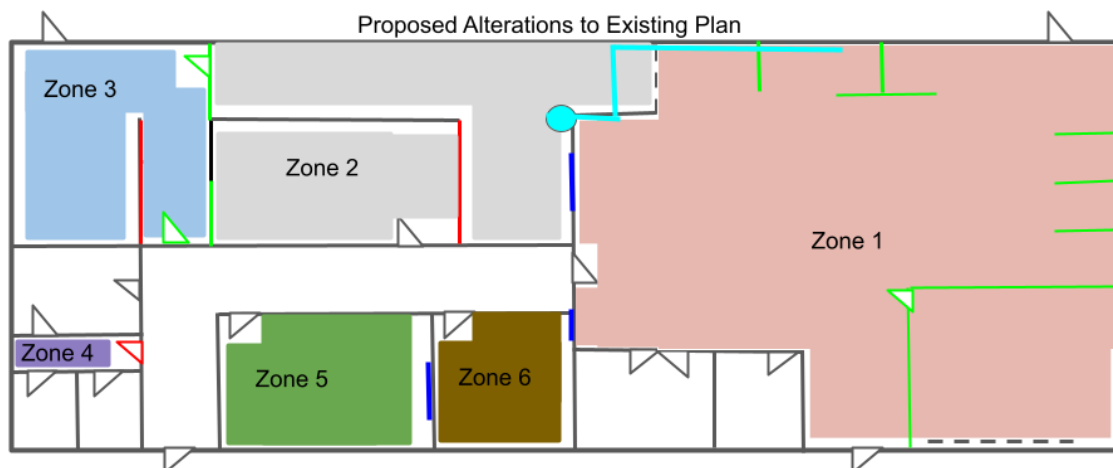 Proposed Alterations to Existing Plan
Zone 3
Zone 2
Zone 1
Zone 4
Zone 5
Zone 6